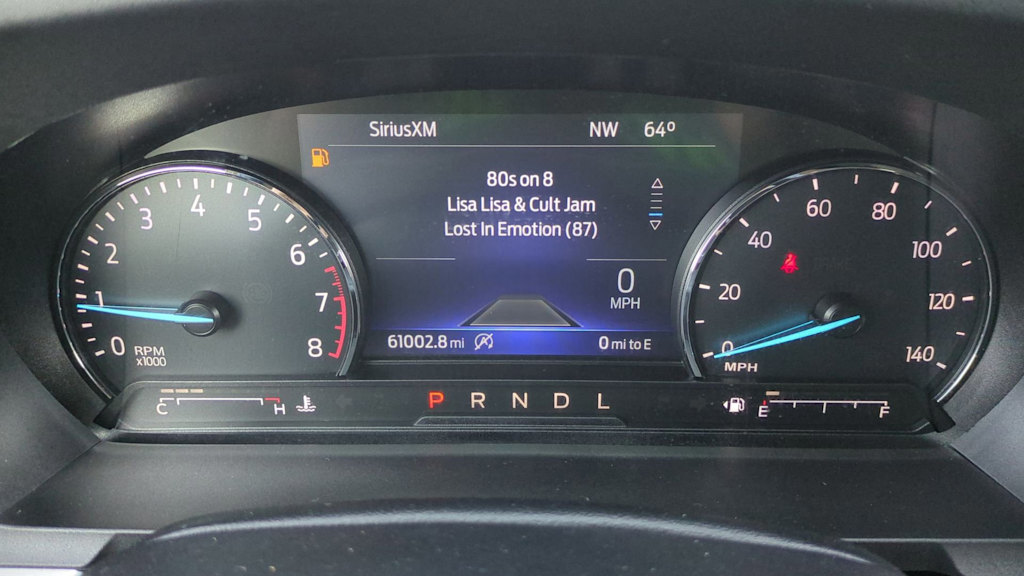 SiriusXM NW 64º
80s on 8
Lisa Lisa & Cult Jam
Lost In Emotion (87)
0
MPH
61002.8 mi 0 mi to E
0 1 2 3 4 5 6 7 8
RPM
x1000
0 20 40 60 80 100 120 140
MPH
C H
P R N D L
E F